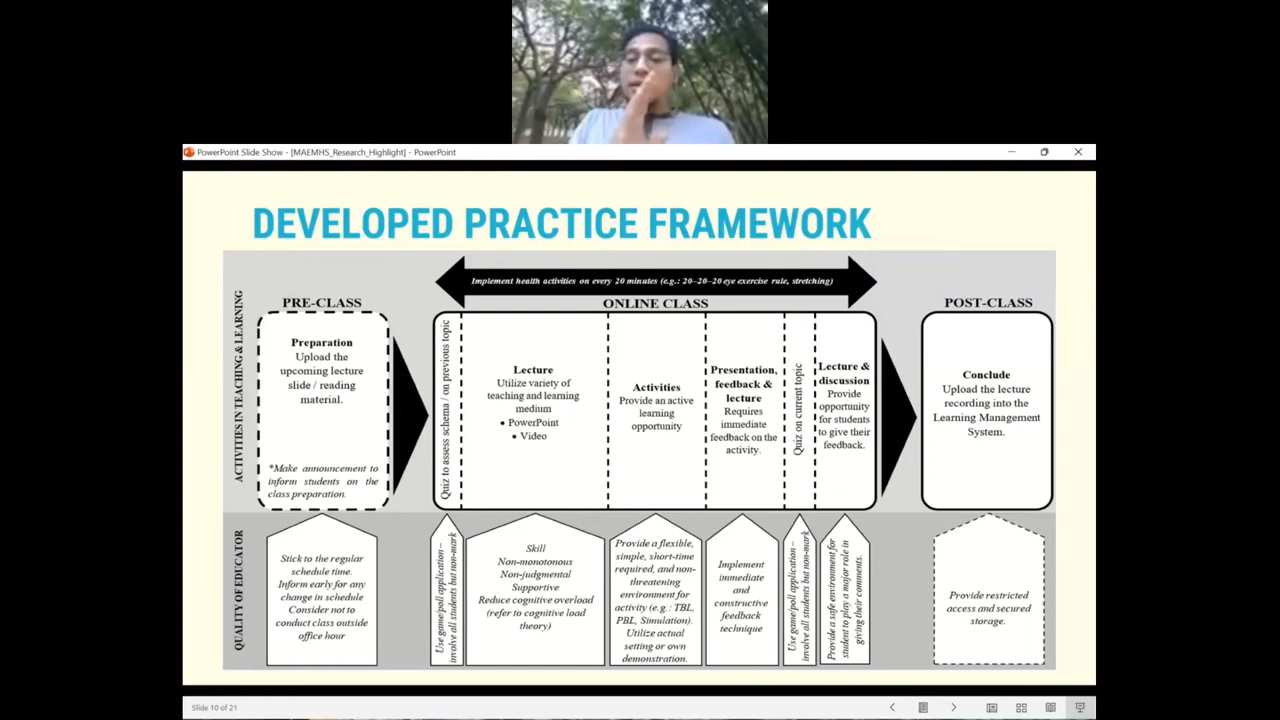 PowerPoint Slide Show - [MAEMHS_Research_Highlight] - PowerPoint
DEVELOPED PRACTICE FRAMEWORK
Implement health activities on every 20 minutes (e.g.: 20-20-20 eye exercise rule, stretching)
ACTIVITIES IN TEACHING & LEARNING
PRE-CLASS
Preparation
Upload the
upcoming lecture
slide / reading
material.
*Make announcement to
inform students on the
class preparation.
ONLINE CLASS
Quiz to assess schema / on previous topic
Lecture
Utilize variety of
teaching and learning
medium
• PowerPoint
• Video
Activities
Provide an active
learning
opportunity
Presentation,
feedback &
lecture
Requires
immediate
feedback on the
activity.
Quiz on current topic
Lecture &
discussion
Provide
opportunity
for students
to give their
feedback.
POST-CLASS
Conclude
Upload the lecture
recording into the
Learning Management
System.
QUALITY OF EDUCATOR
Stick to the regular
schedule time.
Inform early for any
change in schedule
Consider not to
conduct class outside
office hour
Use game/poll application –
involve all students but non-mark
Skill
Non-monotonous
Non-judgmental
Supportive
Reduce cognitive overload
(refer to cognitive load
theory)
Provide a flexible,
simple, short-time
required, and non-
threatening
environment for
activity (e.g.: TBL,
PBL, Simulation).
Utilize actual
setting or own
demonstration.
Implement
immediate
and
constructive
feedback
technique
Use game/poll application –
involve all students but non-mark
Provide a safe environment for
student to play a major role in
giving their comments.
Provide restricted
access and secured
storage.
Slide 10 of 21